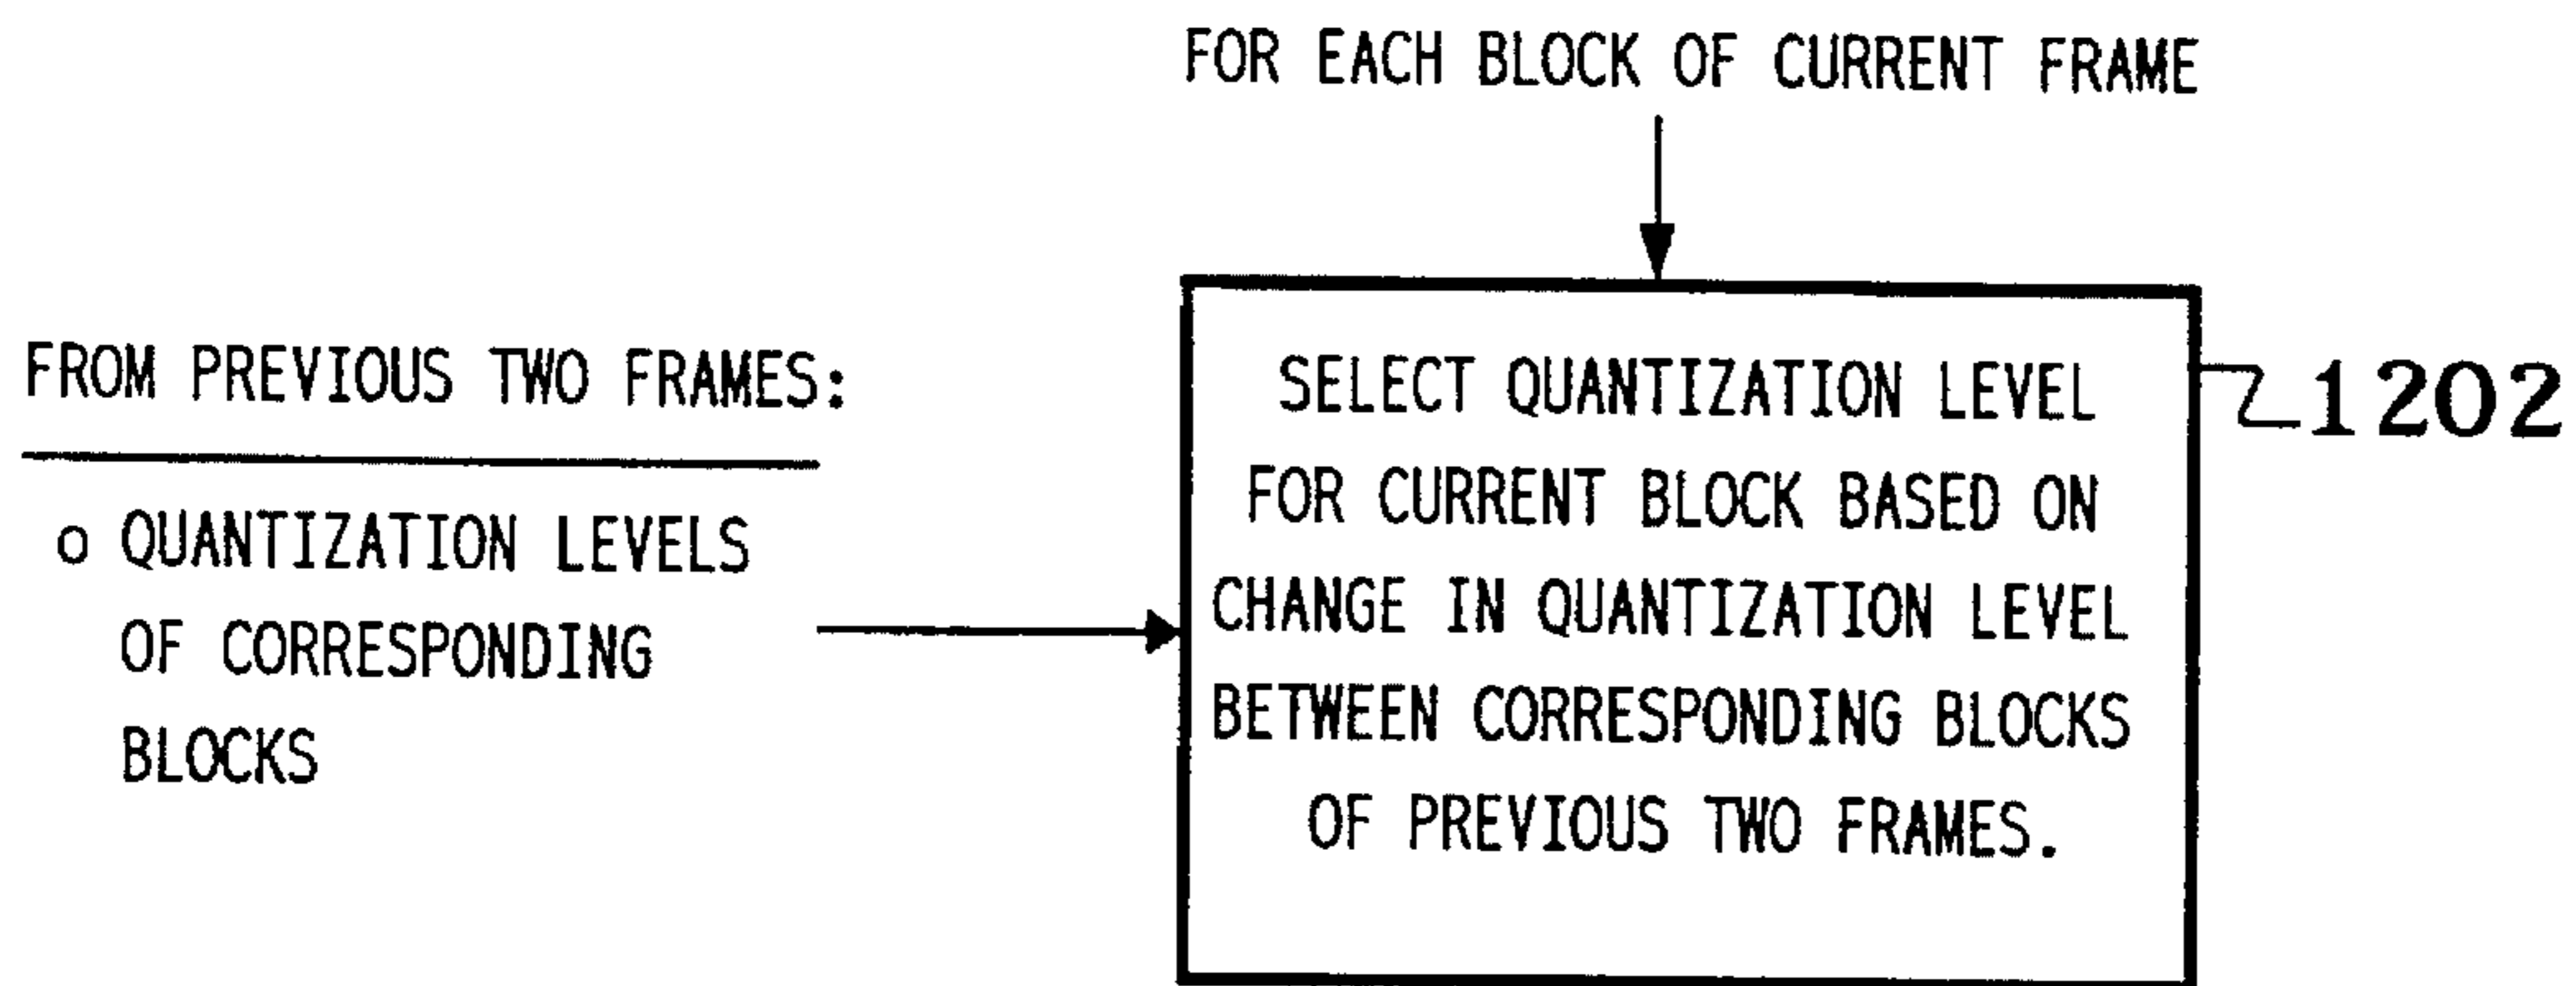 FOR EACH BLOCK OF CURRENT FRAME
FROM PREVIOUS TWO FRAMES:
o QUANTIZATION LEVELS
OF CORRESPONDING
BLOCKS
SELECT QUANTIZATION LEVEL
FOR CURRENT BLOCK BASED ON
CHANGE IN QUANTIZATION LEVEL
BETWEEN CORRESPONDING BLOCKS
OF PREVIOUS TWO FRAMES.
1202